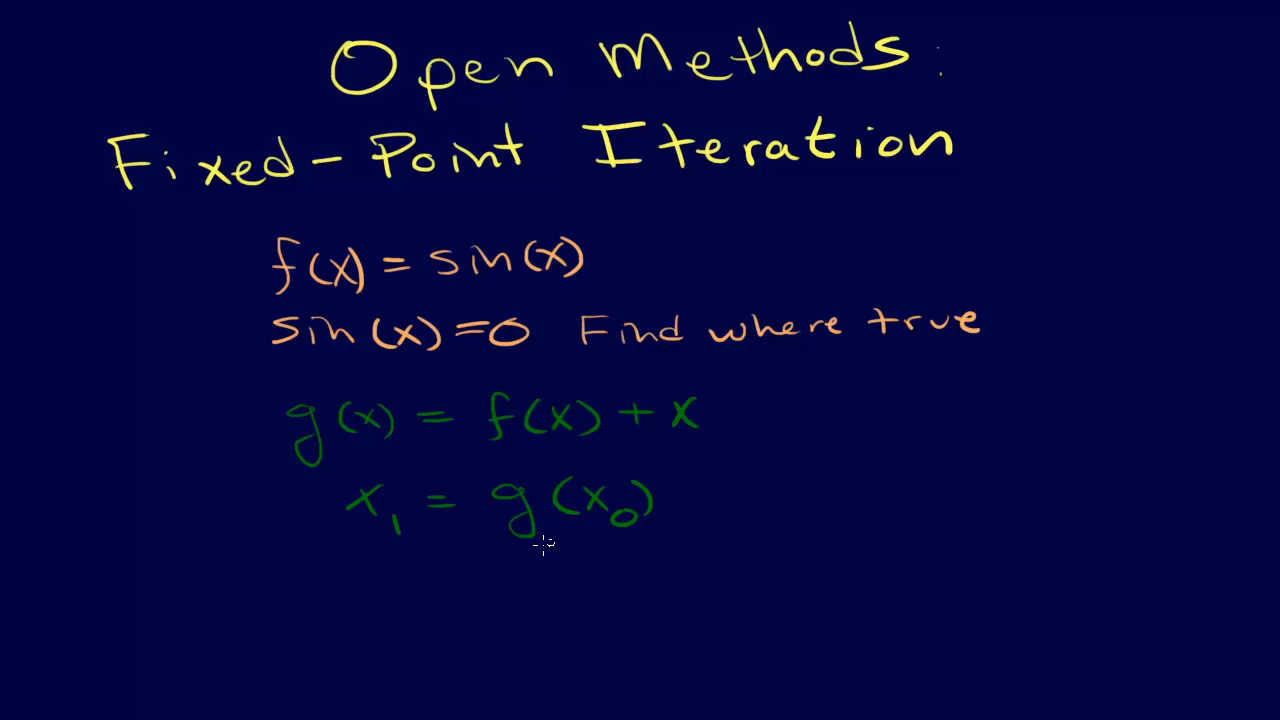 Open Methods:
Fixed-Point Iteration
f(x) = sin(x)
sin(x)=0 Find where true
g(x) = f(x) + x
x₁ = g(x₀)